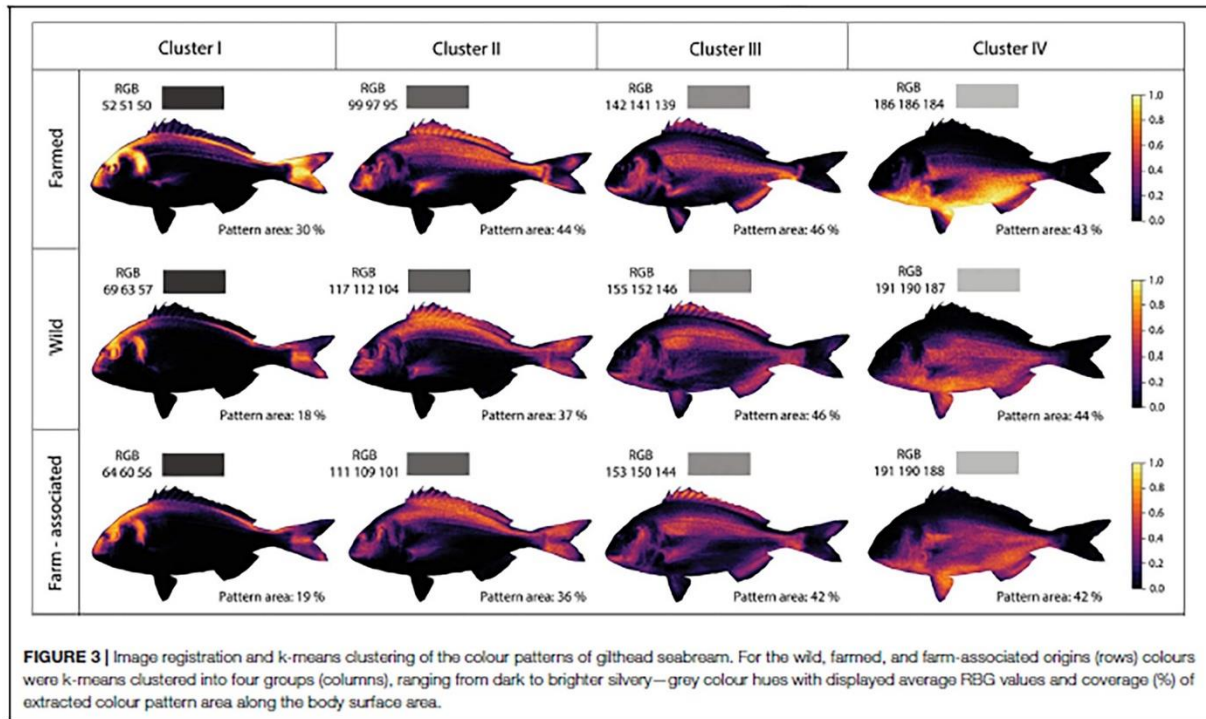 Cluster I Cluster II Cluster III Cluster IV
Farmed
RGB
52 51 50
RGB
99 97 95
RGB
142 141 139
RGB
186 186 184
1.0
0.8
0.6
0.4
0.2
0.0
Pattern area: 30 %
Pattern area: 44 %
Pattern area: 46 %
Pattern area: 43 %
Wild
RGB
69 63 57
RGB
117 112 104
RGB
155 152 146
RGB
191 190 187
1.0
0.8
0.6
0.4
0.2
0.0
Pattern area: 18 %
Pattern area: 37 %
Pattern area: 46 %
Pattern area: 44 %
Farm - associated
RGB
64 60 56
RGB
111 109 101
RGB
153 150 144
RGB
191 190 188
1.0
0.8
0.6
0.4
0.2
0.0
Pattern area: 19 %
Pattern area: 36 %
Pattern area: 42 %
Pattern area: 42 %
FIGURE 3 | Image registration and k-means clustering of the colour patterns of gilthead seabream. For the wild, farmed, and farm-associated origins (rows) colours
were k-means clustered into four groups (columns), ranging from dark to brighter silvery—grey colour hues with displayed average RBG values and coverage (%) of
extracted colour pattern area along the body surface area.